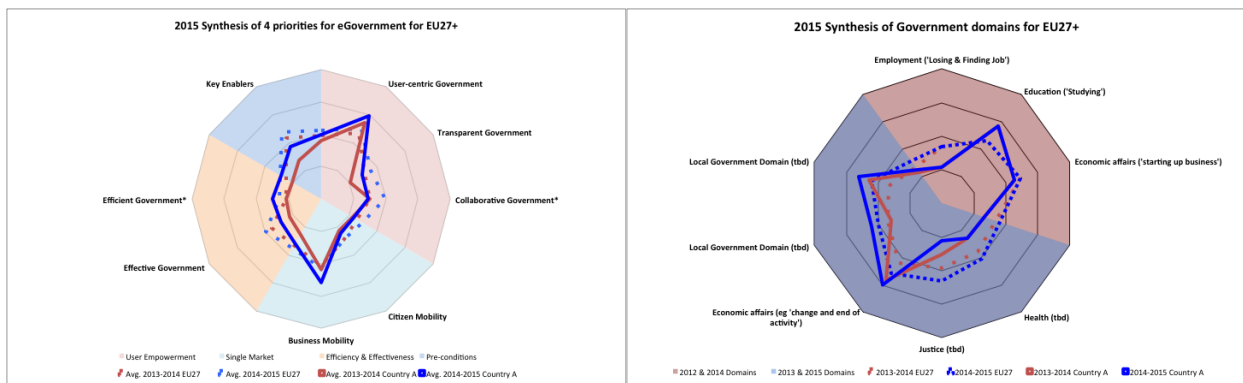 2015 Synthesis of 4 priorities for eGovernment for EU27+
Key Enablers
User-centric Government
Transparent Government
Efficient Government*
Collaborative Government*
Effective Government
Citizen Mobility
Business Mobility
User Empowerment
Single Market
Efficiency & Effectiveness
Pre-conditions
Avg. 2013-2014 EU27
Avg. 2014-2015 EU27
Avg. 2013-2014 Country A
Avg. 2014-2015 Country A
2015 Synthesis of Government domains for EU27+
Employment ('Losing & Finding Job')
Education ('Studying')
Local Government Domain (tbd)
Economic affairs ('starting up business')
Local Government Domain (tbd)
Economic affairs (eg 'change and end of
activity')
Health (tbd)
Justice (tbd)
2012 & 2014 Domains
2013 & 2015 Domains
2013-2014 EU27
2014-2015 EU27
2013-2014 Country A
2014-2015 Country A